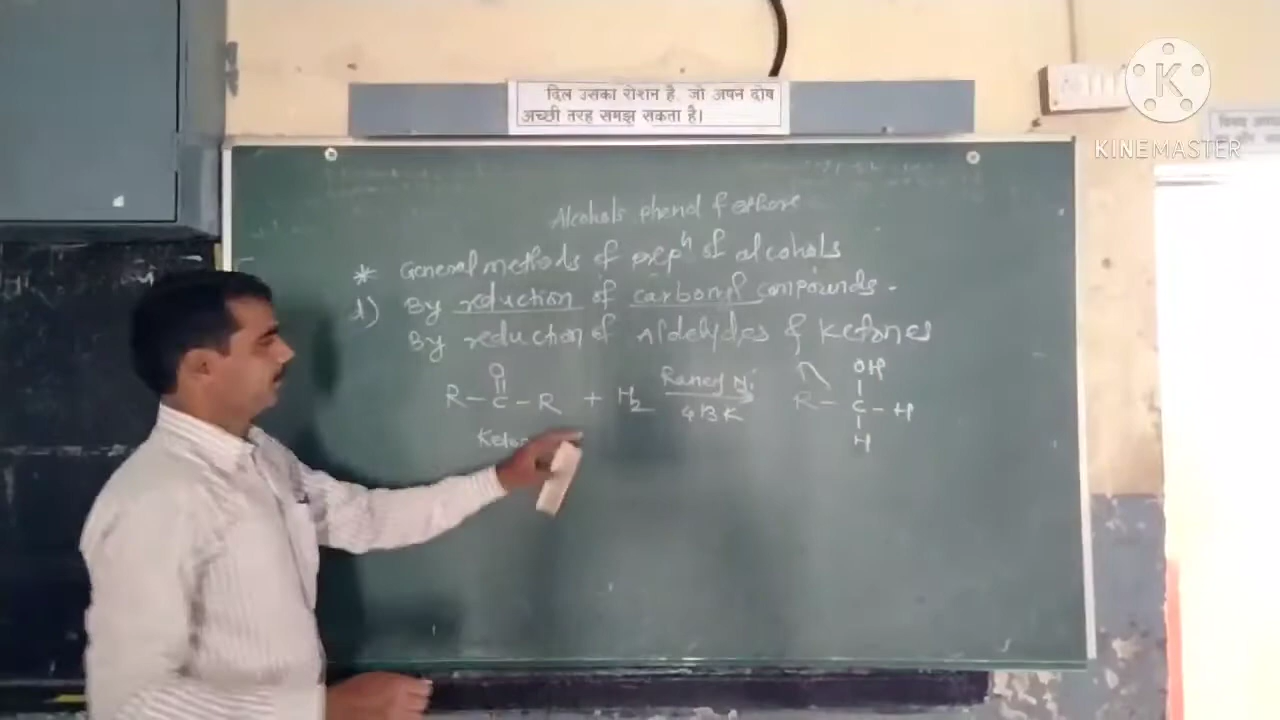 दिल उसका रोशन है, जो अपन दोष
अच्छी तरह समझ सकता है।
K
KINEMASTER
Alcohols phenol & ethers
* General methods of prepn of alcohols
1) By reduction of carbonyl compounds.
By reduction of Aldehydes & Ketones
O OH
R-C-R + H2 Raney Ni R-C-H
413 K
H